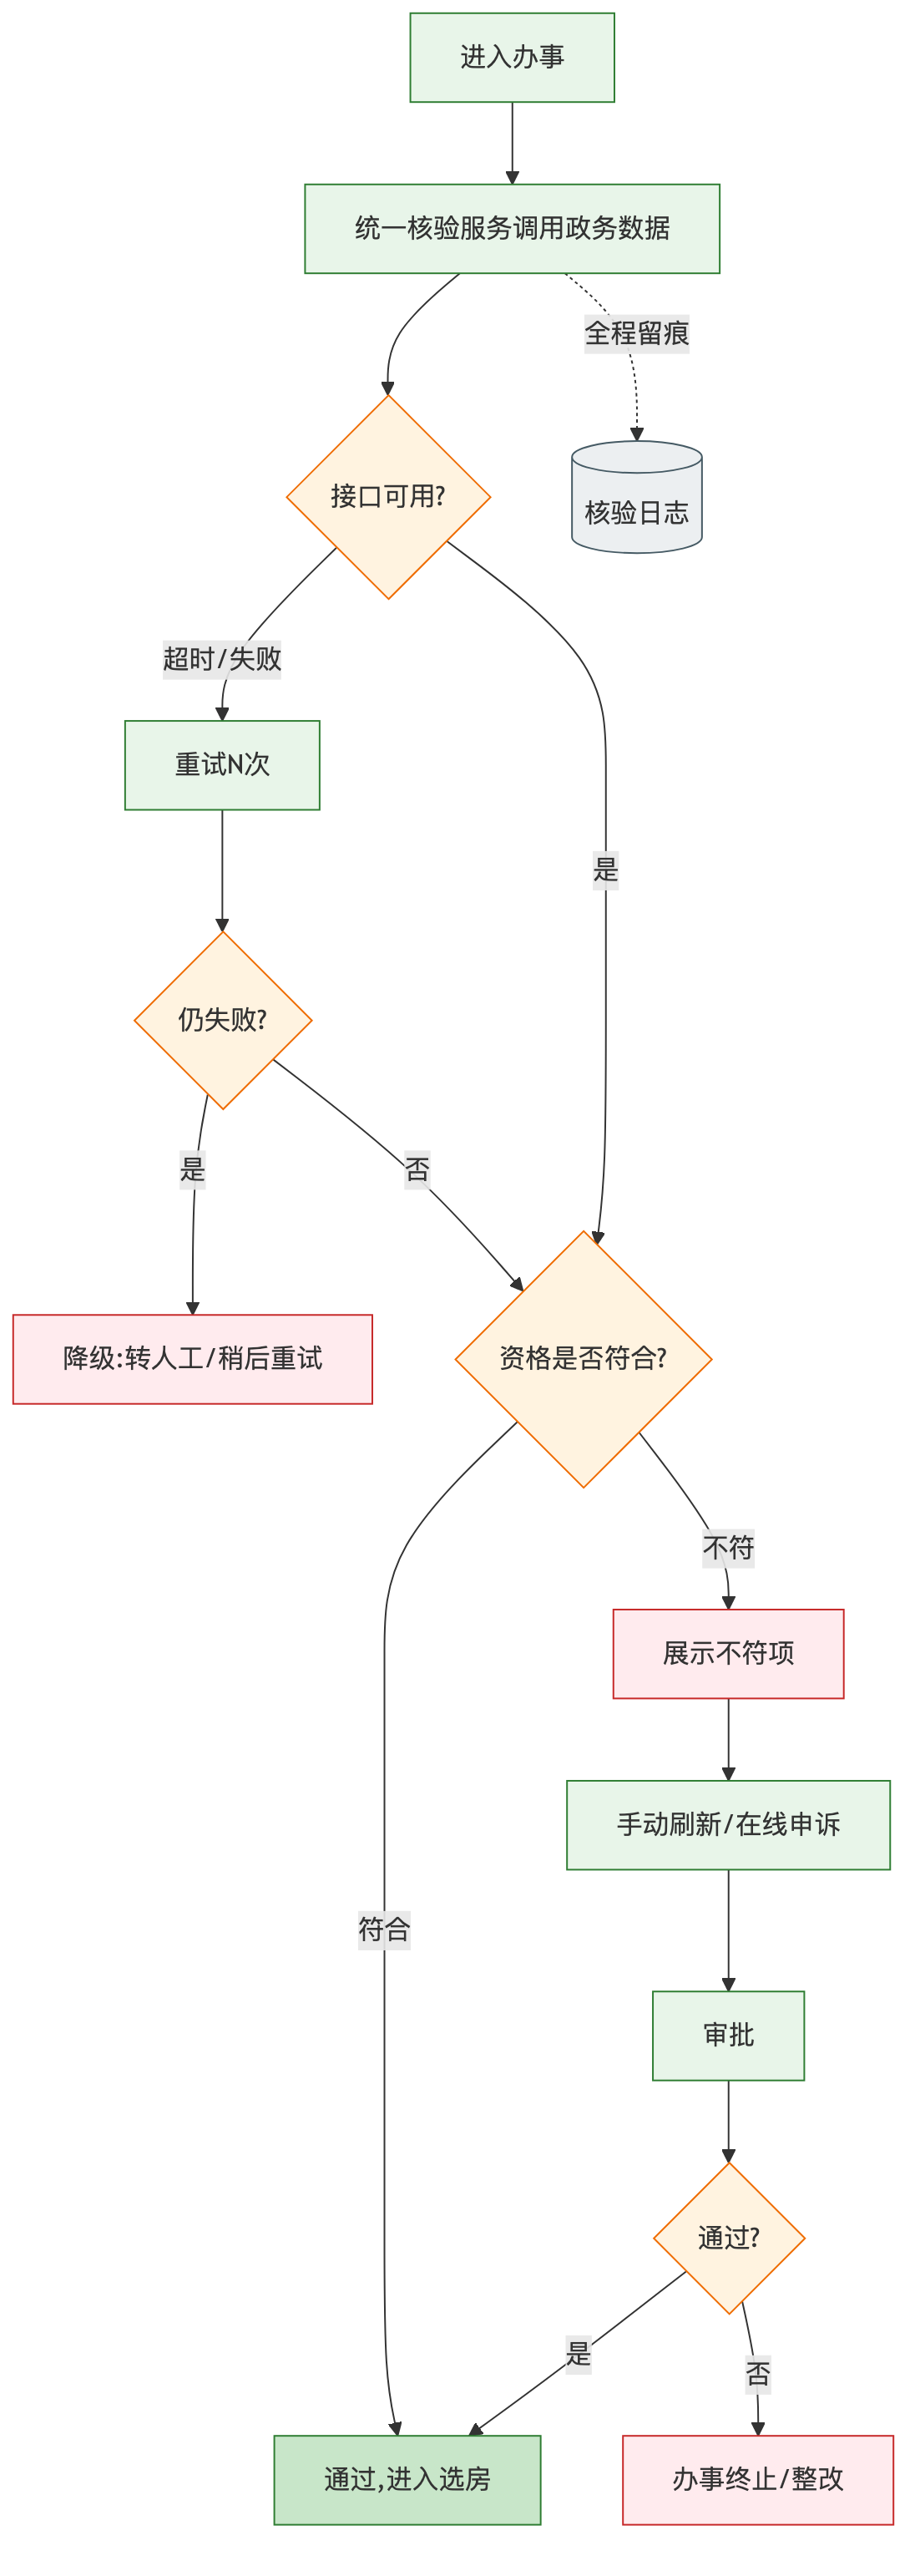 进入办事
统一核验服务调用政务数据
全程留痕
接口可用?
核验日志
超时/失败
重试N次
是
仍失败?
是
否
降级:转人工/稍后重试
资格是否符合?
不符
展示不符项
手动刷新/在线申诉
符合
审批
通过?
是
否
通过,进入选房
办事终止/整改